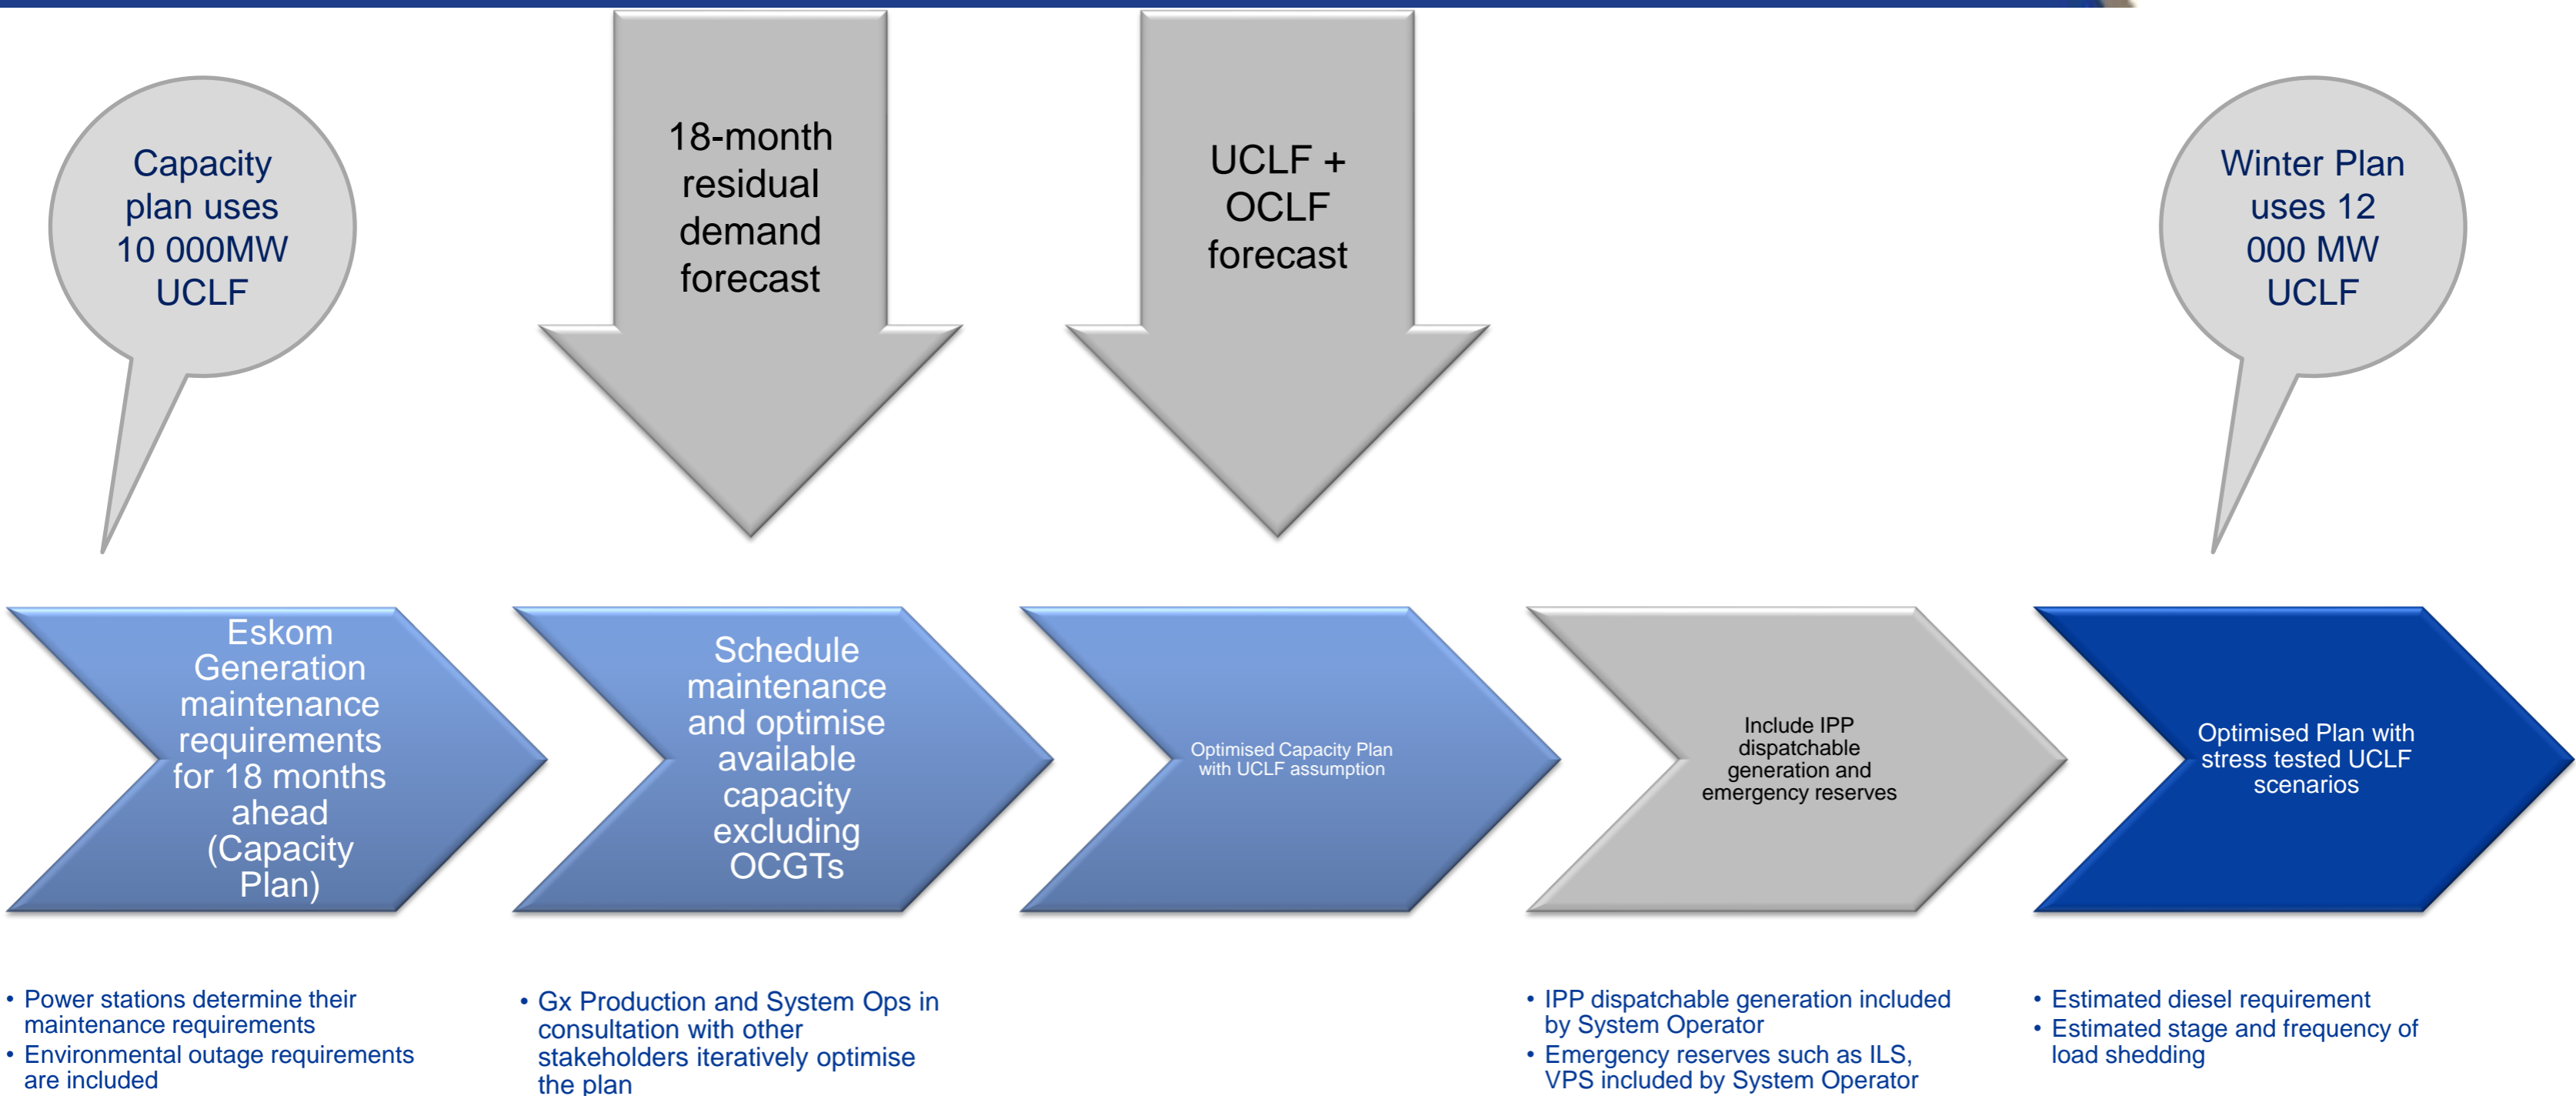 Capacity
plan uses
10 000MW
UCLF
18-month
residual
demand
forecast
UCLF +
OCLF
forecast
Winter Plan
uses 12
000 MW
UCLF
Eskom
Generation
maintenance
requirements
for 18 months
ahead
(Capacity
Plan)
Schedule
maintenance
and optimise
available
capacity
excluding
OCGTs
Optimised Capacity Plan
with UCLF assumption
Include IPP
dispatchable
generation and
emergency reserves
Optimised Plan with
stress tested UCLF
scenarios
• Power stations determine their
maintenance requirements
• Environmental outage requirements
are included
• Gx Production and System Ops in
consultation with other
stakeholders iteratively optimise
the plan
• IPP dispatchable generation included
by System Operator
• Emergency reserves such as ILS,
VPS included by System Operator
• Estimated diesel requirement
• Estimated stage and frequency of
load shedding